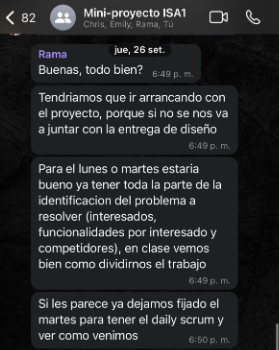 82
Mini-proyecto ISA1
Chris, Emily, Rama, Tú
jue, 26 set.
Rama
Buenas, todo bien?
6:49 p. m.
Tendriamos que ir arrancando con
el proyecto, porque si no se nos va
a juntar con la entrega de diseño
6:49 p. m.
Para el lunes o martes estaria
bueno ya tener toda la parte de la
identificacion del problema a
resolver (interesados,
funcionalidades por interesado y
competidores), en clase vemos
bien como dividirnos el trabajo
6:49 p. m.
Si les parece ya dejamos fijado el
martes para tener el daily scrum y
ver como venimos
6:50 p. m.